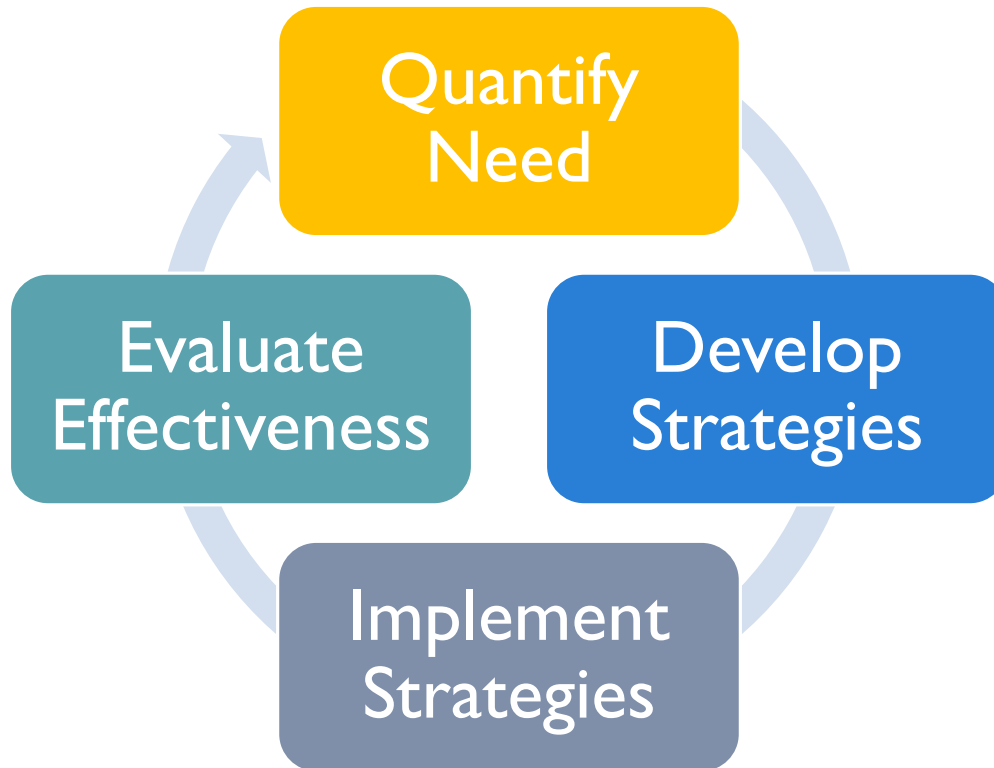 Quantify
Need
Develop
Strategies
Implement
Strategies
Evaluate
Effectiveness